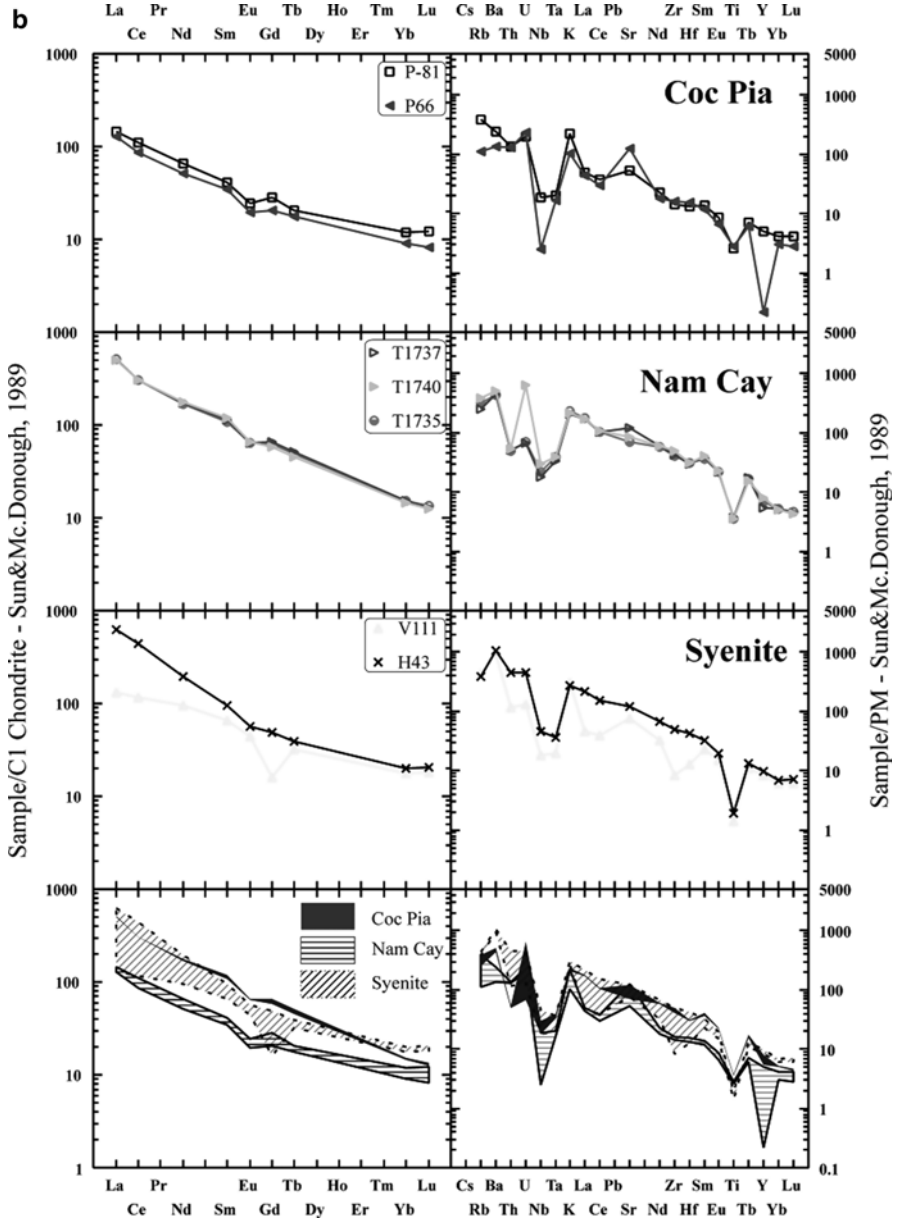 b
La Pr Eu Tb Ho Tm Lu
Ce Nd Sm Gd Dy Er Yb
Cs Ba U Ta La Pb Zr Sm Ti Y Lu
Rb Th Nb K Ce Sr Nd Hf Eu Tb Yb
1000
100
10
1000
100
10
1000
100
10
1000
100
10
1
Sample/C1 Chondrite - Sun&Mc.Donough, 1989
P-81
P66
T1737
T1740
T1735
V111
H43
Coc Pia
Nam Cay
Syenite
Coc Pia
Nam Cay
Syenite
5000
1000
100
10
1
5000
1000
100
10
1
5000
1000
100
10
1
5000
1000
100
10
1
0.1
Sample/PM - Sun&Mc.Donough, 1989
La Pr Eu Tb Ho Tm Lu
Ce Nd Sm Gd Dy Er Yb
Cs Ba U Ta La Pb Nd Hf Eu Tb Yb
Rb Th Nb K Ce Sr Zr Sm Ti Y Lu